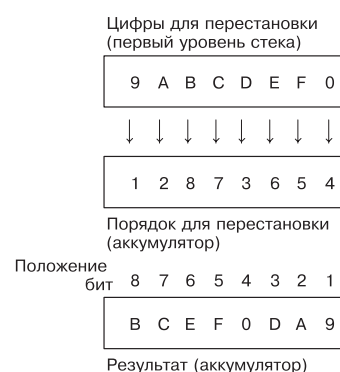 Цифры для перестановки
(первый уровень стека)
9 A B C D E F 0
1 2 8 7 3 6 5 4
Порядок для перестановки
(аккумулятор)
Положение
бит 8 7 6 5 4 3 2 1
B C E F 0 D A 9
Результат (аккумулятор)